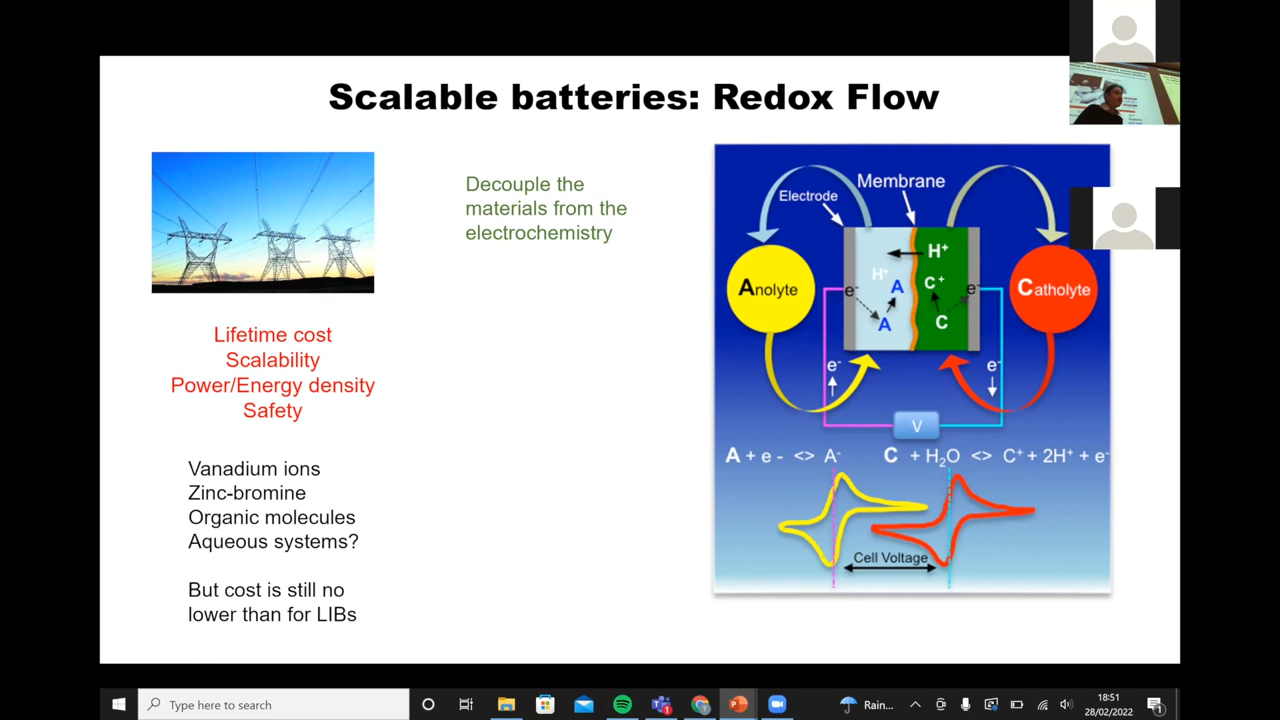 Scalable batteries: Redox Flow
Decouple the
materials from the
electrochemistry
Lifetime cost
Scalability
Power/Energy density
Safety
Vanadium ions
Zinc-bromine
Organic molecules
Aqueous systems?
But cost is still no
lower than for LIBs
Electrode
Membrane
H⁺
H⁺
A
C⁺
Anolyte
e⁻
A
C
e⁻
Catholyte
e⁻
e⁻
V
A + e - <> A⁻
C + H₂O <> C⁺ + 2H⁺ + e⁻
Cell Voltage
Type here to search
Rain...
18:51
28/02/2022